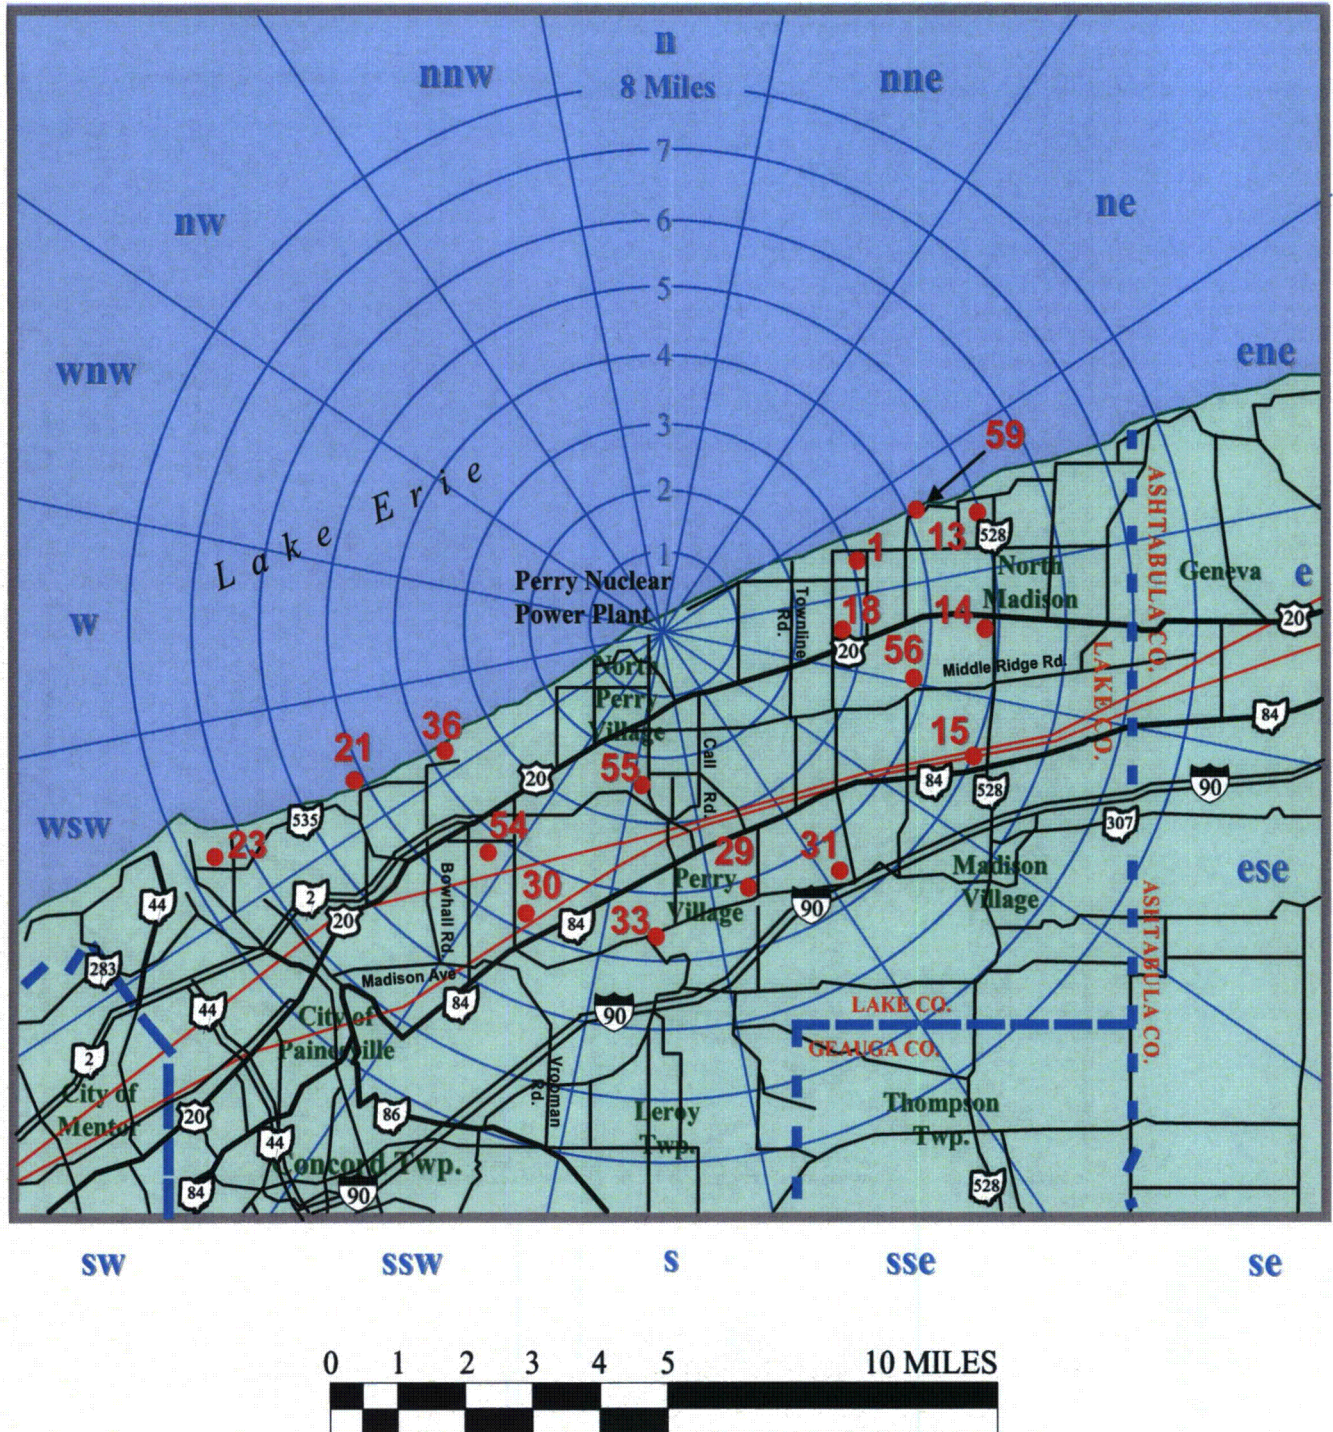 n
8 Miles
nnw
nne
7
nw
ne
6
5
wnw
4
ene
3
59
2
Lake Erie
1
13
528
1
Perry Nuclear
Power Plant
North
Madison
Geneva
e
ASHTABULA CO.
w
Townline
Rd.
18
14
20
20
56
Middle Ridge Rd.
North
Perry
Village
LAKE CO.
84
36
21
15
Call
Rd.
55
20
84
528
90
535
307
wsw
54
23
29
31
Perry
Village
Madison
Village
ese
2
44
20
30
Bowhall Rd.
84
33
90
283
Madison Ave
84
44
90
LAKE CO.
GEAUGA CO.
ASHTABULA CO.
City of
Painesville
2
City of
Mentor
20
86
Vrooman
Rd.
Leroy
Twp.
Thompson
Twp.
44
Concord Twp.
84
90
528
sw
ssw
s
sse
se
0 1 2 3 4 5 10 MILES